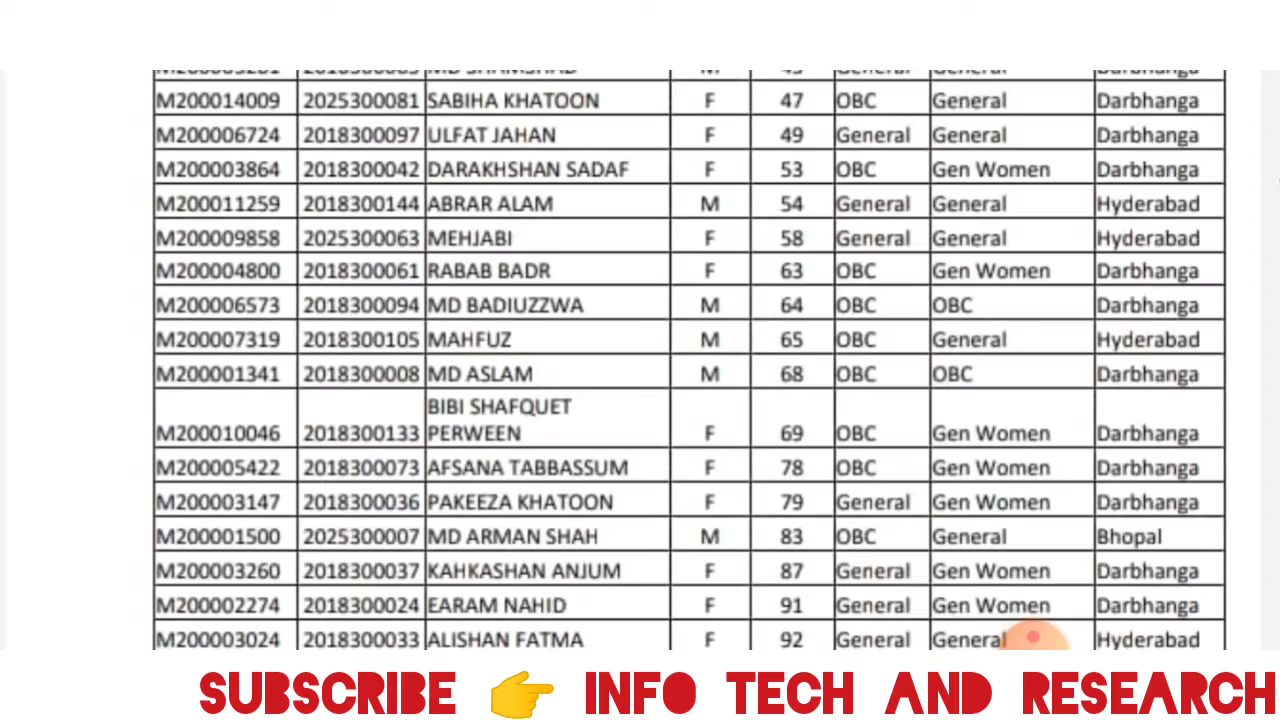 M200014009 2025300081 SABIHA KHATOON F 47 OBC General Darbhanga
M200006724 2018300097 ULFAT JAHAN F 49 General General Darbhanga
M200003864 2018300042 DARAKHSHAN SADAF F 53 OBC Gen Women Darbhanga
M200011259 2018300144 ABRAR ALAM M 54 General General Hyderabad
M200009858 2025300063 MEHJABI F 58 General General Hyderabad
M200004800 2018300061 RABAB BADR F 63 OBC Gen Women Darbhanga
M200006573 2018300094 MD BADIUZZWA M 64 OBC OBC Darbhanga
M200007319 2018300105 MAHFUZ M 65 OBC General Hyderabad
M200001341 2018300008 MD ASLAM M 68 OBC OBC Darbhanga
BIBI SHAFQUET
M200010046 2018300133 PERWEEN F 69 OBC Gen Women Darbhanga
M200005422 2018300073 AFSANA TABBASSUM F 78 OBC Gen Women Darbhanga
M200003147 2018300036 PAKEEZA KHATOON F 79 General Gen Women Darbhanga
M200001500 2025300007 MD ARMAN SHAH M 83 OBC General Bhopal
M200003260 2018300037 KAHKASHAN ANJUM F 87 General Gen Women Darbhanga
M200002274 2018300024 EARAM NAHID F 91 General Gen Women Darbhanga
M200003024 2018300033 ALISHAN FATMA F 92 General General Hyderabad
SUBSCRIBE 👉 INFO TECH AND RESEARCH